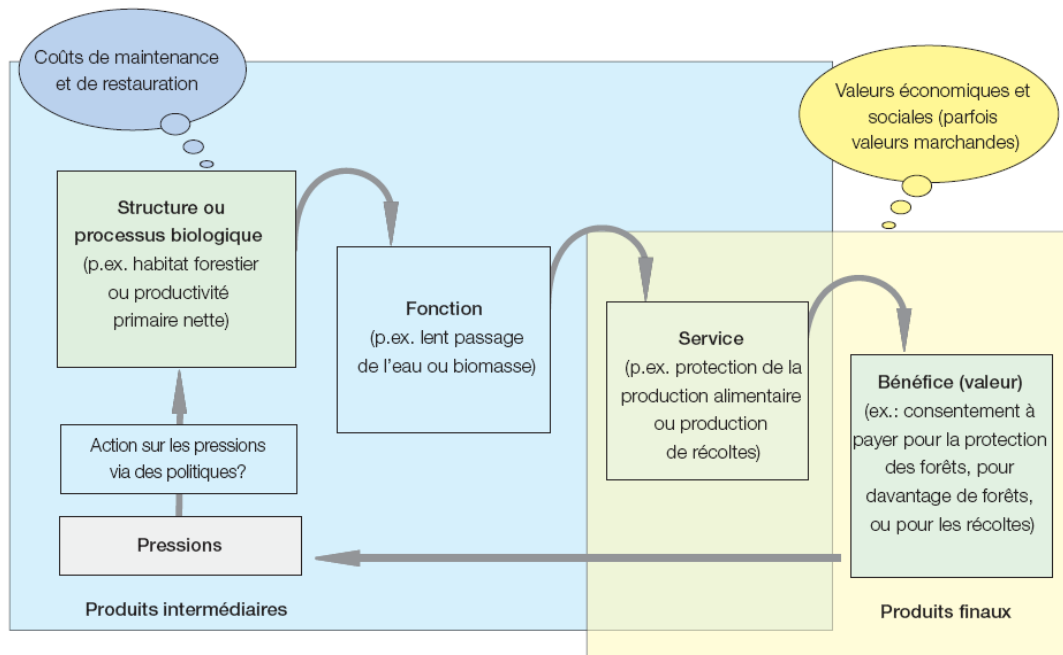 Coûts de maintenance
et de restauration
Valeurs économiques et
sociales (parfois
valeurs marchandes)
Structure ou
processus biologique
(p.ex. habitat forestier
ou productivité
primaire nette)
Fonction
(p.ex. lent passage
de l'eau ou biomasse)
Service
(p.ex. protection de la
production alimentaire
ou production
de récoltes)
Bénéfice (valeur)
(ex.: consentement à
payer pour la protection
des forêts, pour
davantage de forêts,
ou pour les récoltes)
Action sur les pressions
via des politiques?
Pressions
Produits intermédiaires
Produits finaux